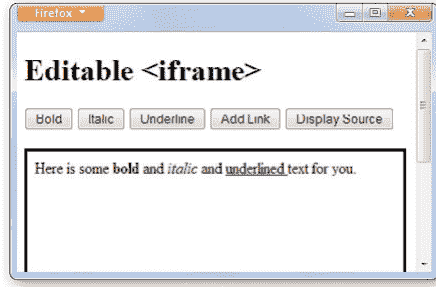 Firefox
Editable <iframe>
Bold Italic Underline Add Link Display Source
Here is some bold and italic and underlined text for you.